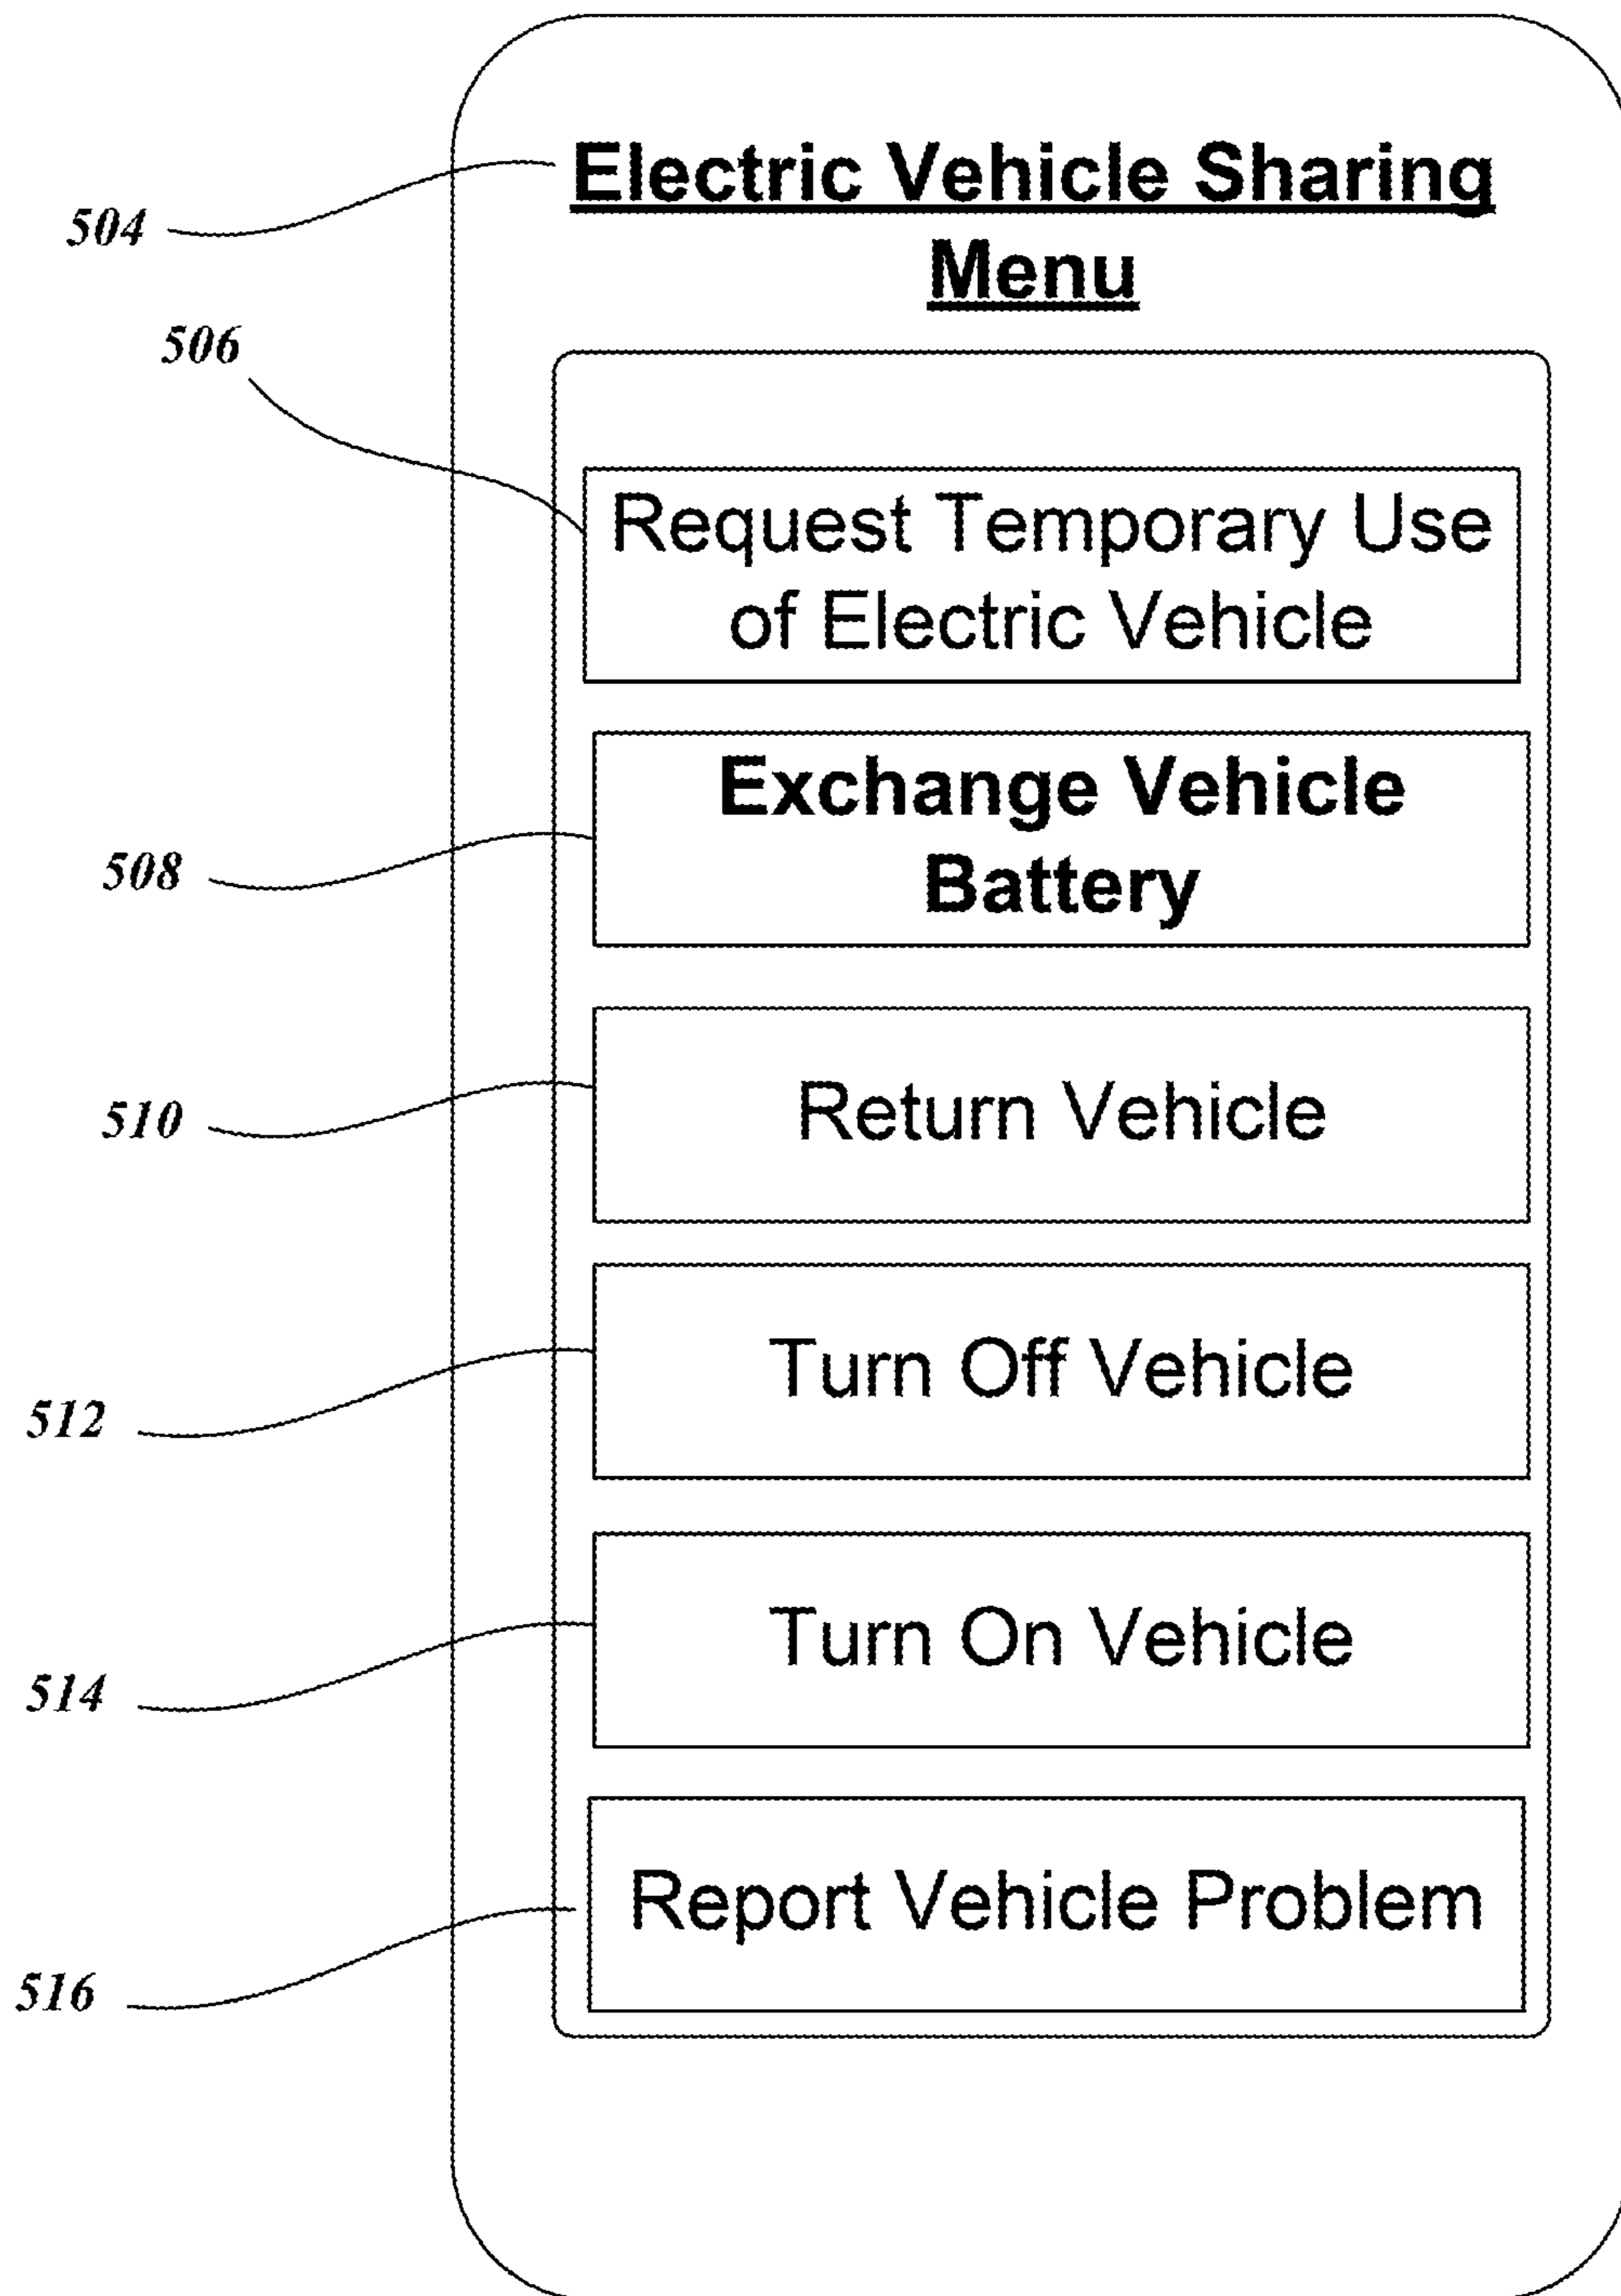 504
Electric Vehicle Sharing
Menu
506
Request Temporary Use
of Electric Vehicle
508
Exchange Vehicle
Battery
510
Return Vehicle
512
Turn Off Vehicle
514
Turn On Vehicle
516
Report Vehicle Problem